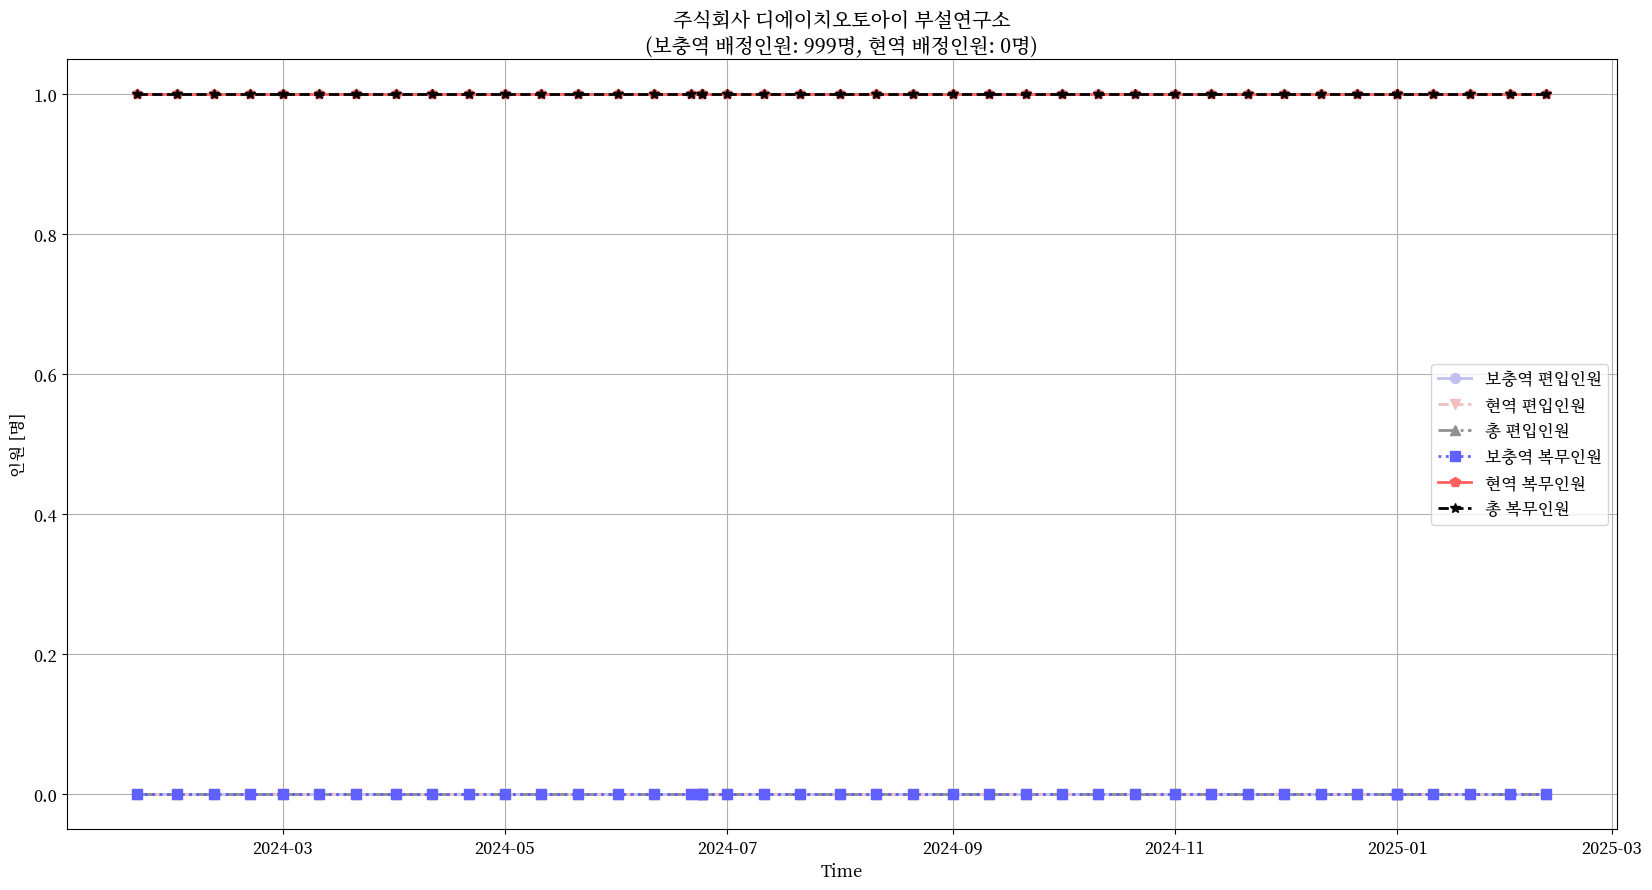 주식회사 디에이치오토아이 부설연구소
(보충역 배정인원: 999명, 현역 배정인원: 0명)
1.0
0.8
0.6
0.4
0.2
0.0
인원 [명]
보충역 편입인원
현역 편입인원
총 편입인원
보충역 복무인원
현역 복무인원
총 복무인원
2024-03
2024-05
2024-07
2024-09
2024-11
2025-01
2025-03
Time